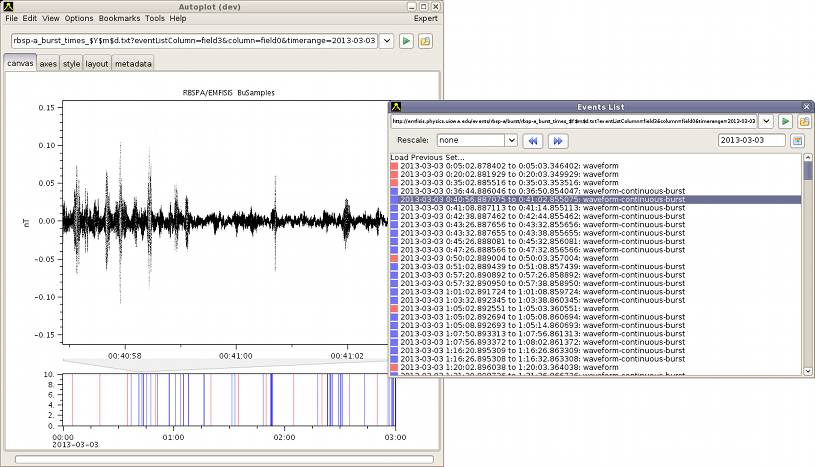 Autoplot (dev)
File Edit View Options Bookmarks Tools Help Expert
rbsp-a_burst_times_$Y$m$d.txt?eventListColumn=field3&column=field0&timerange=2013-03-03
canvas axes style layout metadata
RBSPA/EMFISIS BuSamples
0.15
0.10
0.05
0.00
-0.05
-0.10
-0.15
nT
00:40:58 00:41:00 00:41:02
10.
8.
6.
4.
2.
0.
00:00 01:00 02:00 03:00
2013-03-03
Events List
http://emfisis.physics.uiowa.edu/events/rbsp-a/burst/rbsp-a_burst_times_$Y$m$d.txt?eventListColumn=field3&column=field0&timerange=2013-03-03
Rescale: none 2013-03-03
Load Previous Set...
2013-03-03 0:05:02.878402 to 0:05:03.346402: waveform
2013-03-03 0:20:02.881929 to 0:20:03.349929: waveform
2013-03-03 0:35:02.885516 to 0:35:03.353516: waveform
2013-03-03 0:36:44.886046 to 0:36:50.854047: waveform-continuous-burst
2013-03-03 0:40:56.887075 to 0:41:02.855075: waveform-continuous-burst
2013-03-03 0:41:08.887113 to 0:41:14.855113: waveform-continuous-burst
2013-03-03 0:42:38.887462 to 0:42:44.855462: waveform-continuous-burst
2013-03-03 0:43:26.887656 to 0:43:32.855656: waveform-continuous-burst
2013-03-03 0:43:32.887655 to 0:43:38.855655: waveform-continuous-burst
2013-03-03 0:45:26.888081 to 0:45:32.856081: waveform-continuous-burst
2013-03-03 0:47:26.888566 to 0:47:32.856566: waveform-continuous-burst
2013-03-03 0:50:02.889004 to 0:50:03.357004: waveform
2013-03-03 0:51:02.889439 to 0:51:08.857439: waveform-continuous-burst
2013-03-03 0:57:20.890892 to 0:57:26.858892: waveform-continuous-burst
2013-03-03 0:57:32.890950 to 0:57:38.858950: waveform-continuous-burst
2013-03-03 1:01:02.891724 to 1:01:08.859724: waveform-continuous-burst
2013-03-03 1:03:32.892345 to 1:03:38.860345: waveform-continuous-burst
2013-03-03 1:05:02.892551 to 1:05:03.360551: waveform
2013-03-03 1:05:02.892694 to 1:05:08.860694: waveform-continuous-burst
2013-03-03 1:05:08.892693 to 1:05:14.860693: waveform-continuous-burst
2013-03-03 1:07:50.893313 to 1:07:56.861313: waveform-continuous-burst
2013-03-03 1:07:56.893372 to 1:08:02.861372: waveform-continuous-burst
2013-03-03 1:16:20.895309 to 1:16:26.863309: waveform-continuous-burst
2013-03-03 1:16:26.895308 to 1:16:32.863308: waveform-continuous-burst
2013-03-03 1:20:02.896038 to 1:20:03.364038: waveform